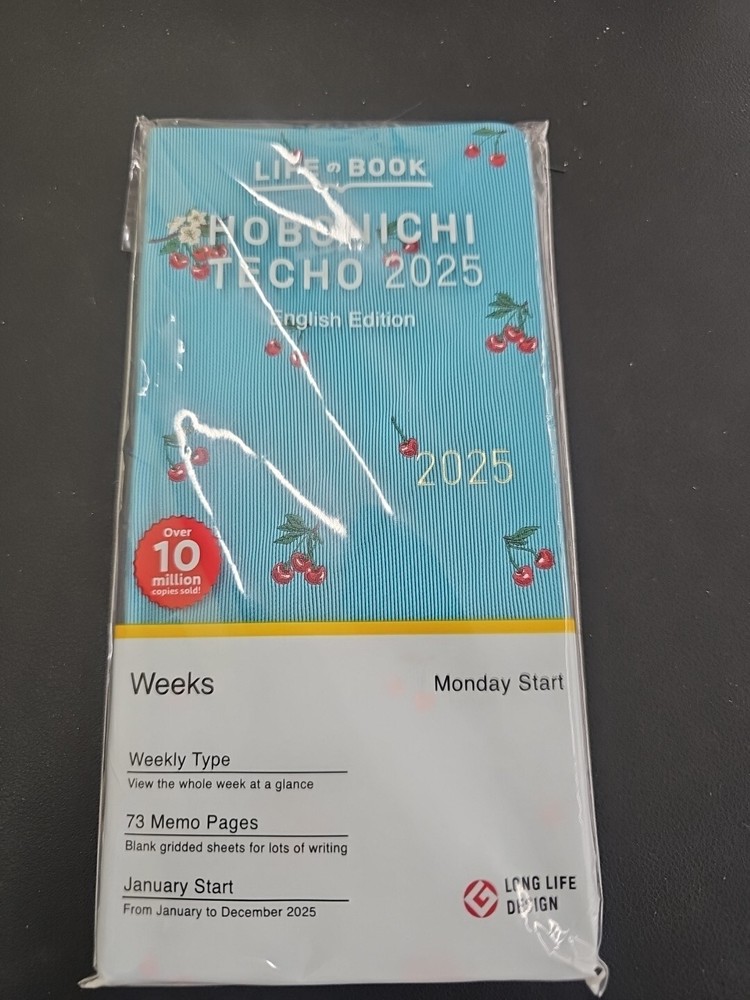 LIFE の BOOK
HOBONICHI
TECHO 2025
English Edition
2025
Over
10
million
copies sold!
Weeks
Monday Start
Weekly Type
View the whole week at a glance
73 Memo Pages
Blank gridded sheets for lots of writing
January Start
From January to December 2025
LONG LIFE
DESIGN